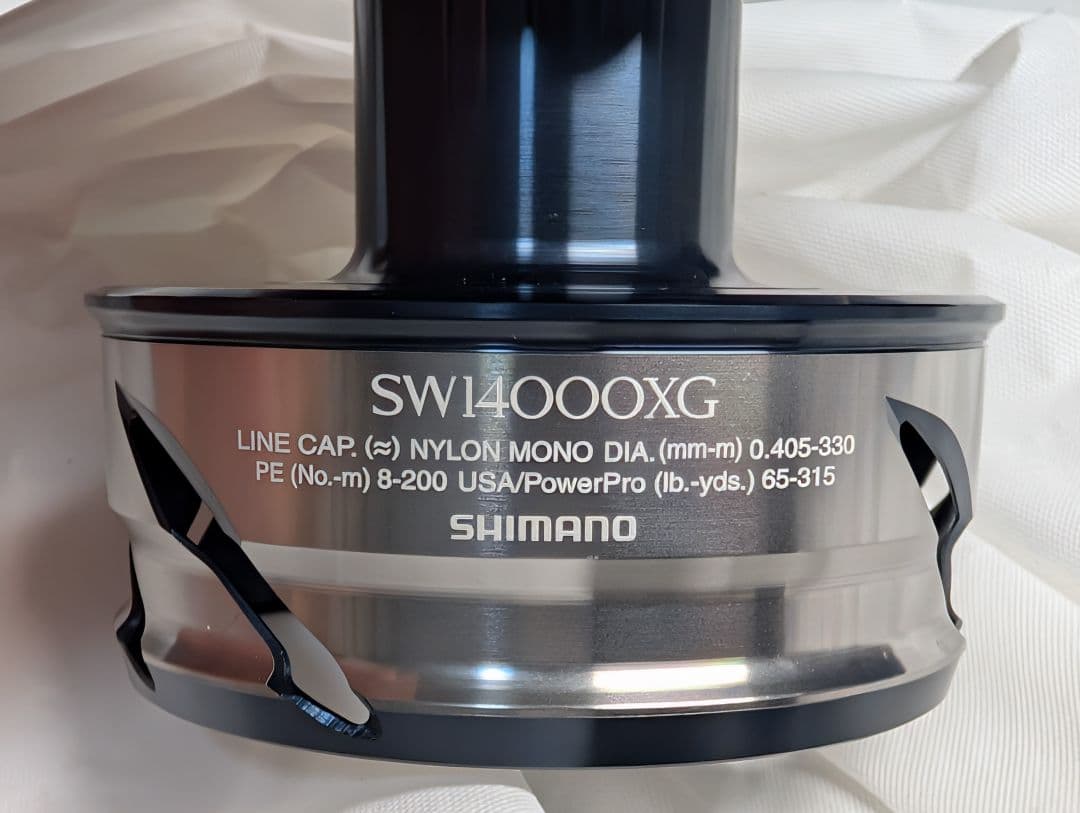 SW14000XG
LINE CAP. (≈) NYLON MONO DIA. (mm-m) 0.405-330
PE (No.-m) 8-200 USA/PowerPro (lb.-yds.) 65-315
SHIMANO